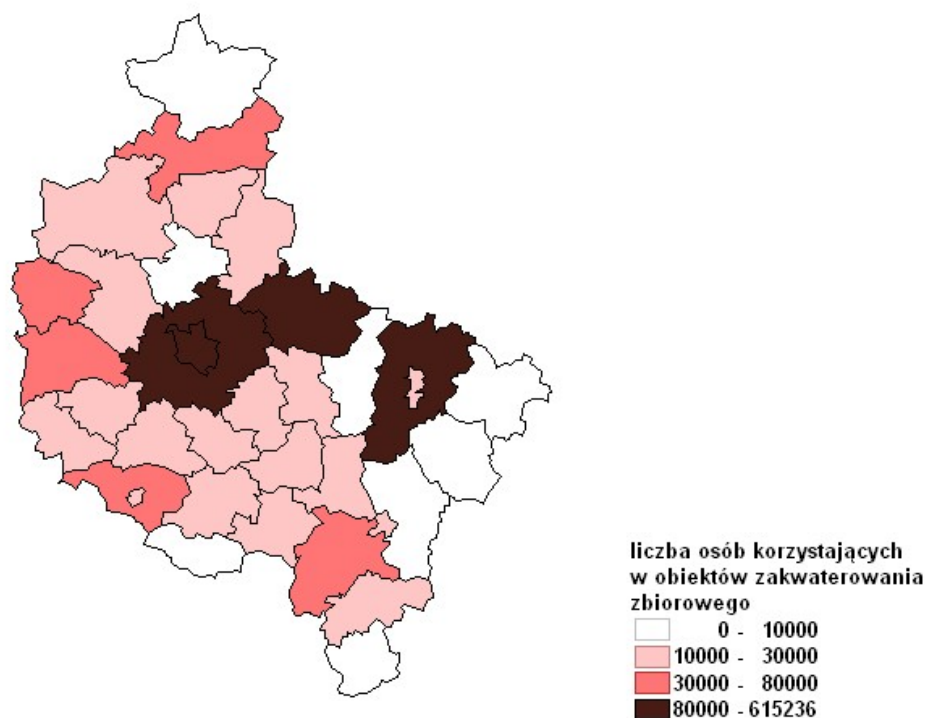 liczba osób korzystających
w obiektów zakwaterowania
zbiorowego
0 - 10000
10000 - 30000
30000 - 80000
80000 - 615236